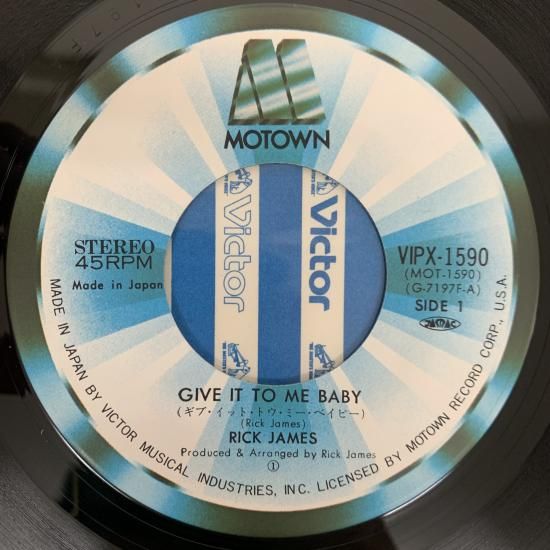 MOTOWN
Victor
Victor
STEREO
45RPM
Made in Japan
VIPX-1590
(MOT-1590)
(G-7197F-A)
SIDE 1
JASRAC
GIVE IT TO ME BABY
(ギブ・イット・トウ・ミー・ベイビー)
(Rick James)
RICK JAMES
Produced & Arranged by Rick James
①
MADE IN JAPAN BY VICTOR MUSICAL INDUSTRIES, INC. LICENSED BY MOTOWN RECORD CORP., U.S.A.